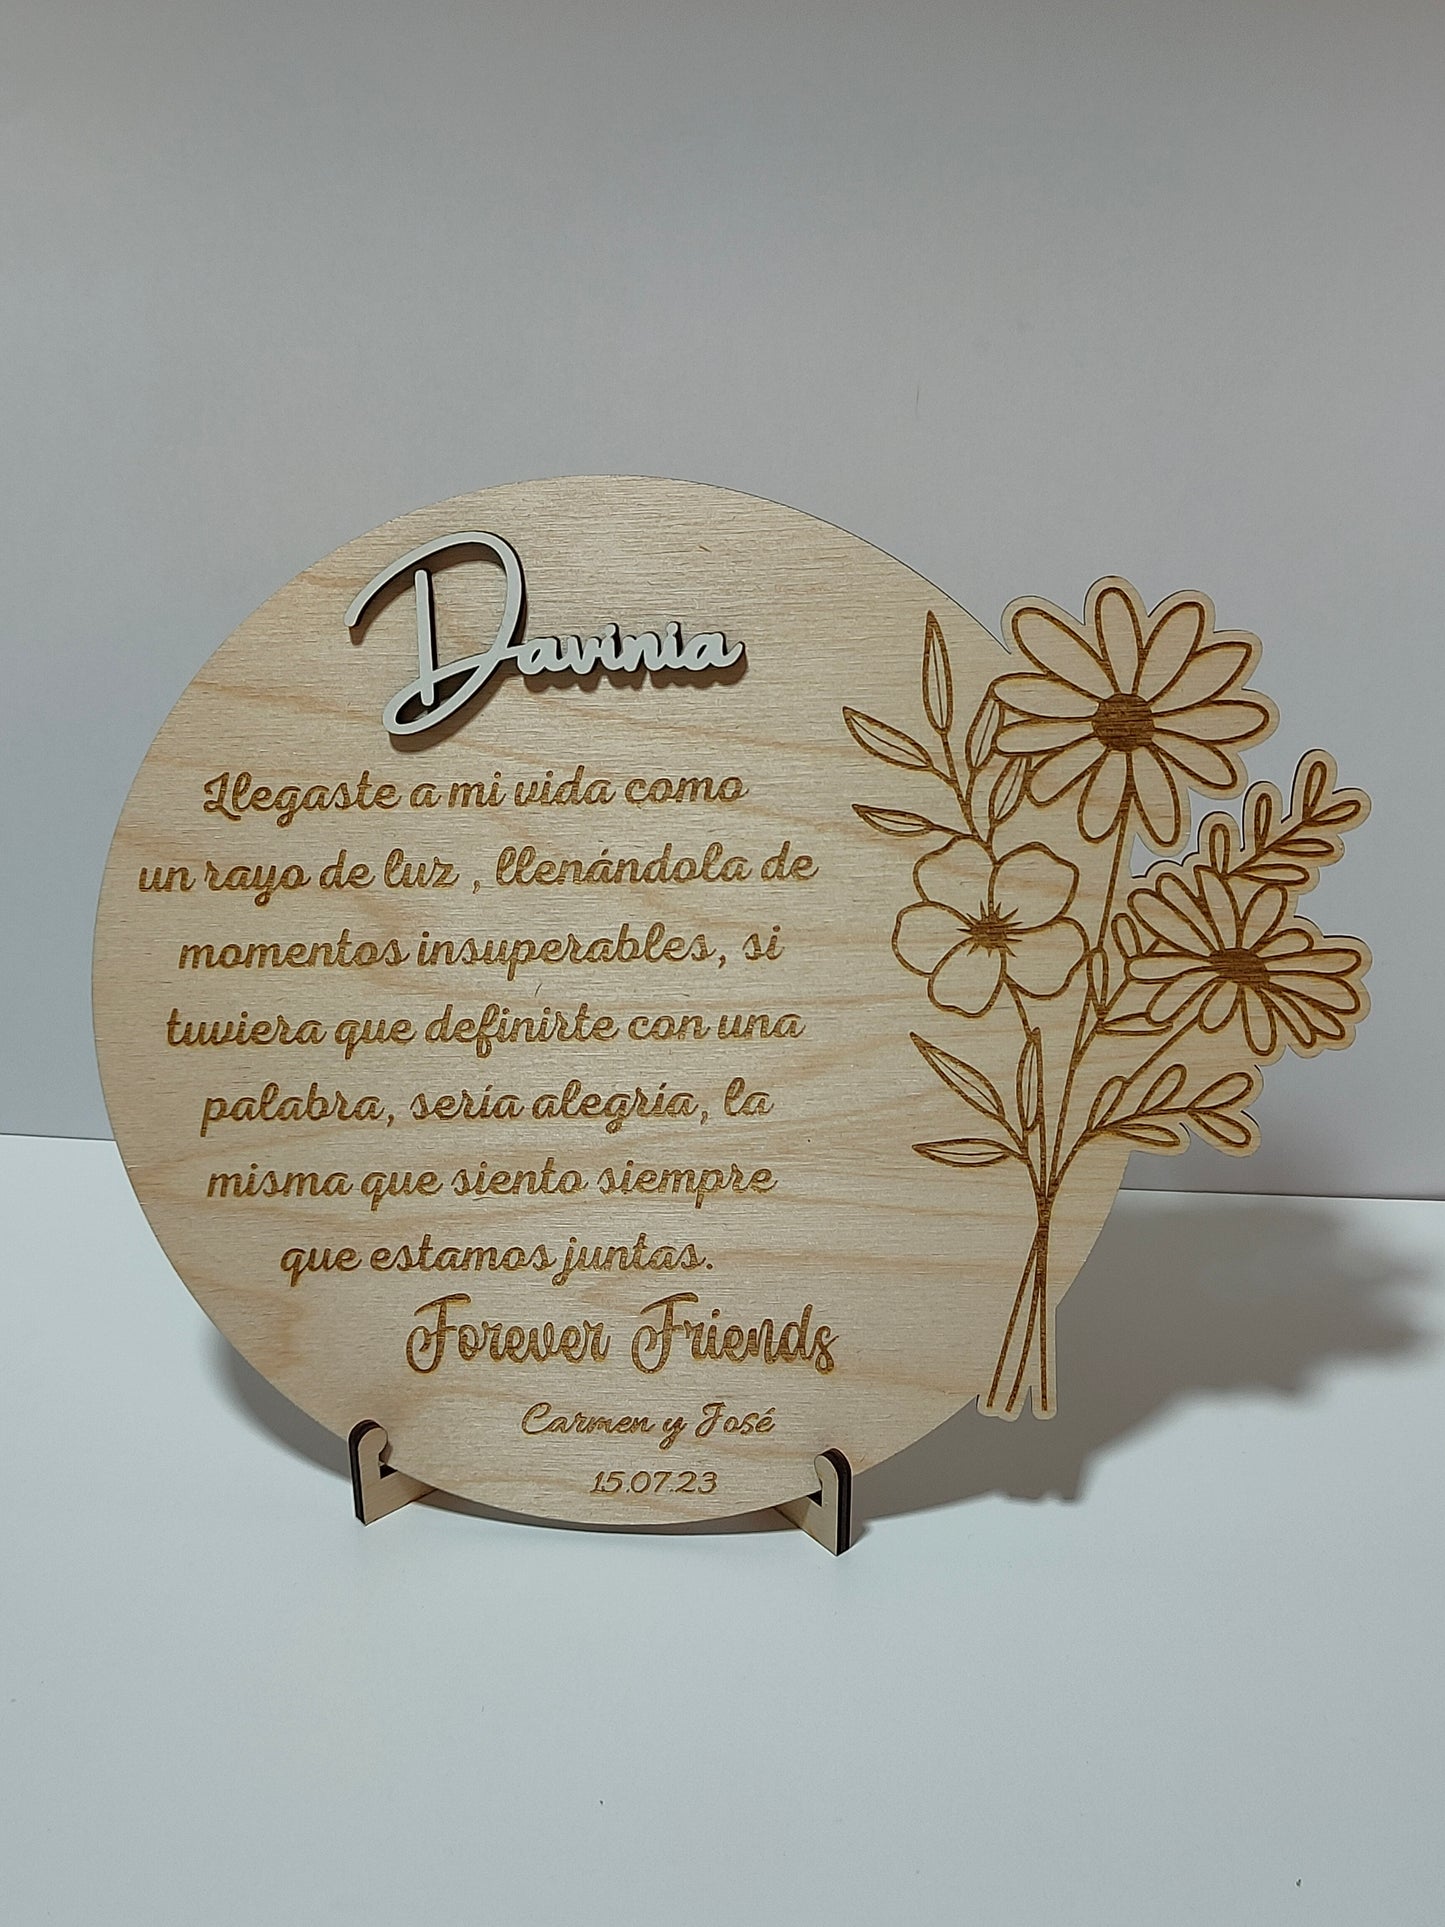 Davinia
Llegaste a mi vida como
un rayo de luz , llenándola de
momentos insuperables, si
tuviera que definirte con una
palabra, sería alegría, la
misma que siento siempre
que estamos juntas.
Forever Friends
Carmen y José
15.07.23